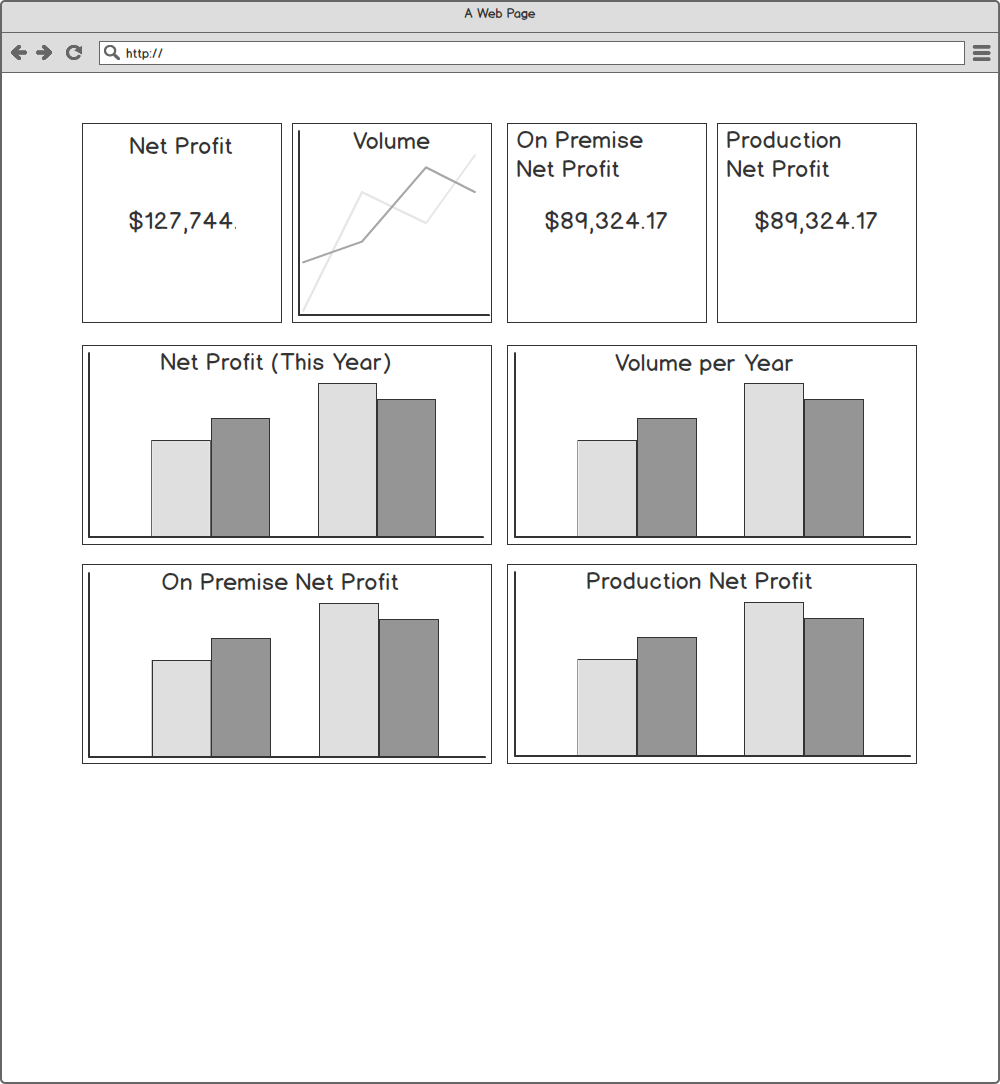 A Web Page
http://
Net Profit
$127,744.
Volume
On Premise
Net Profit
$89,324.17
Production
Net Profit
$89,324.17
Net Profit (This Year)
Volume per Year
On Premise Net Profit
Production Net Profit